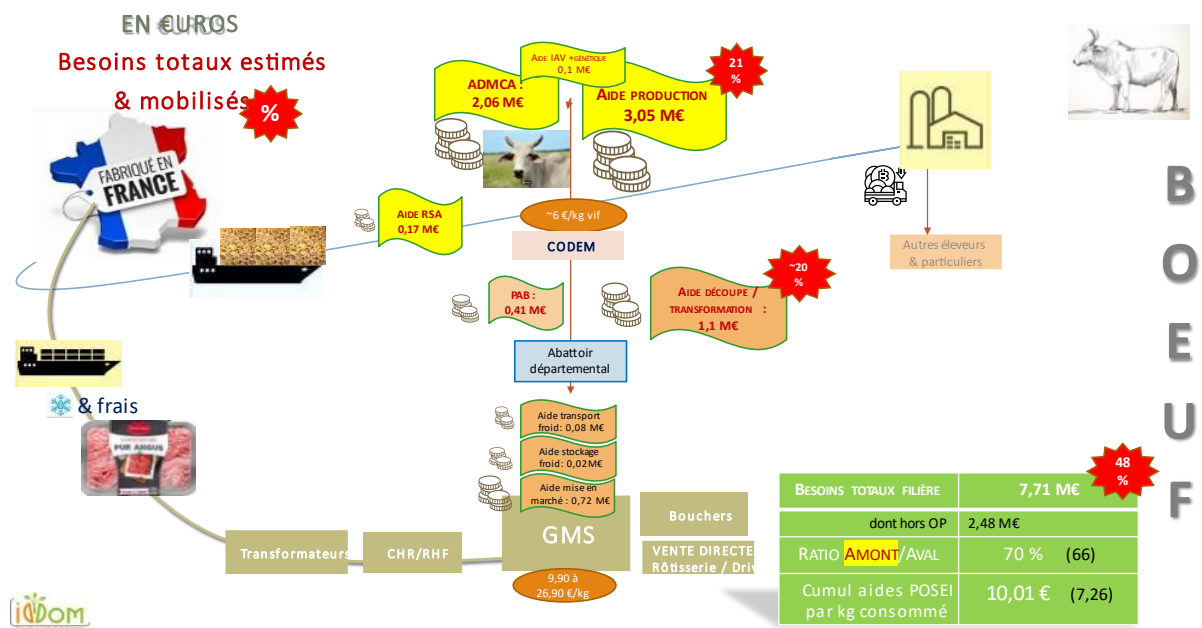 EN €UROS
Besoins totaux estimés
& mobilisés
%
FABRIQUÉ EN
FRANCE
AIDE IAV +GÉNÉTIQUE
0,1 M€
ADMCA :
2,06 M€
AIDE PRODUCTION
3,05 M€
21
%
AIDE RSA
0,17 M€
~6 €/kg vif
CODEM
Autres éleveurs
& particuliers
PAB :
0,41 M€
AIDE DÉCOUPE /
TRANSFORMATION :
1,1 M€
~20
%
Abattoir
départemental
& frais
PUR ANGUS
Aide transport
froid: 0,08 M€
Aide stockage
froid: 0,02M€
Aide mise en
marché : 0,72 M€
GMS
9,90 à
26,90 €/kg
Transformateurs
CHR/RHF
Bouchers
VENTE DIRECTE
Rôtisserie / Driv
B
O
E
U
F
48
%
BESOINS TOTAUX FILIÈRE 7,71 M€
dont hors OP 2,48 M€
RATIO AMONT/AVAL 70 % (66)
Cumul aides POSEI
par kg consommé 10,01 € (7,26)
iDDOM